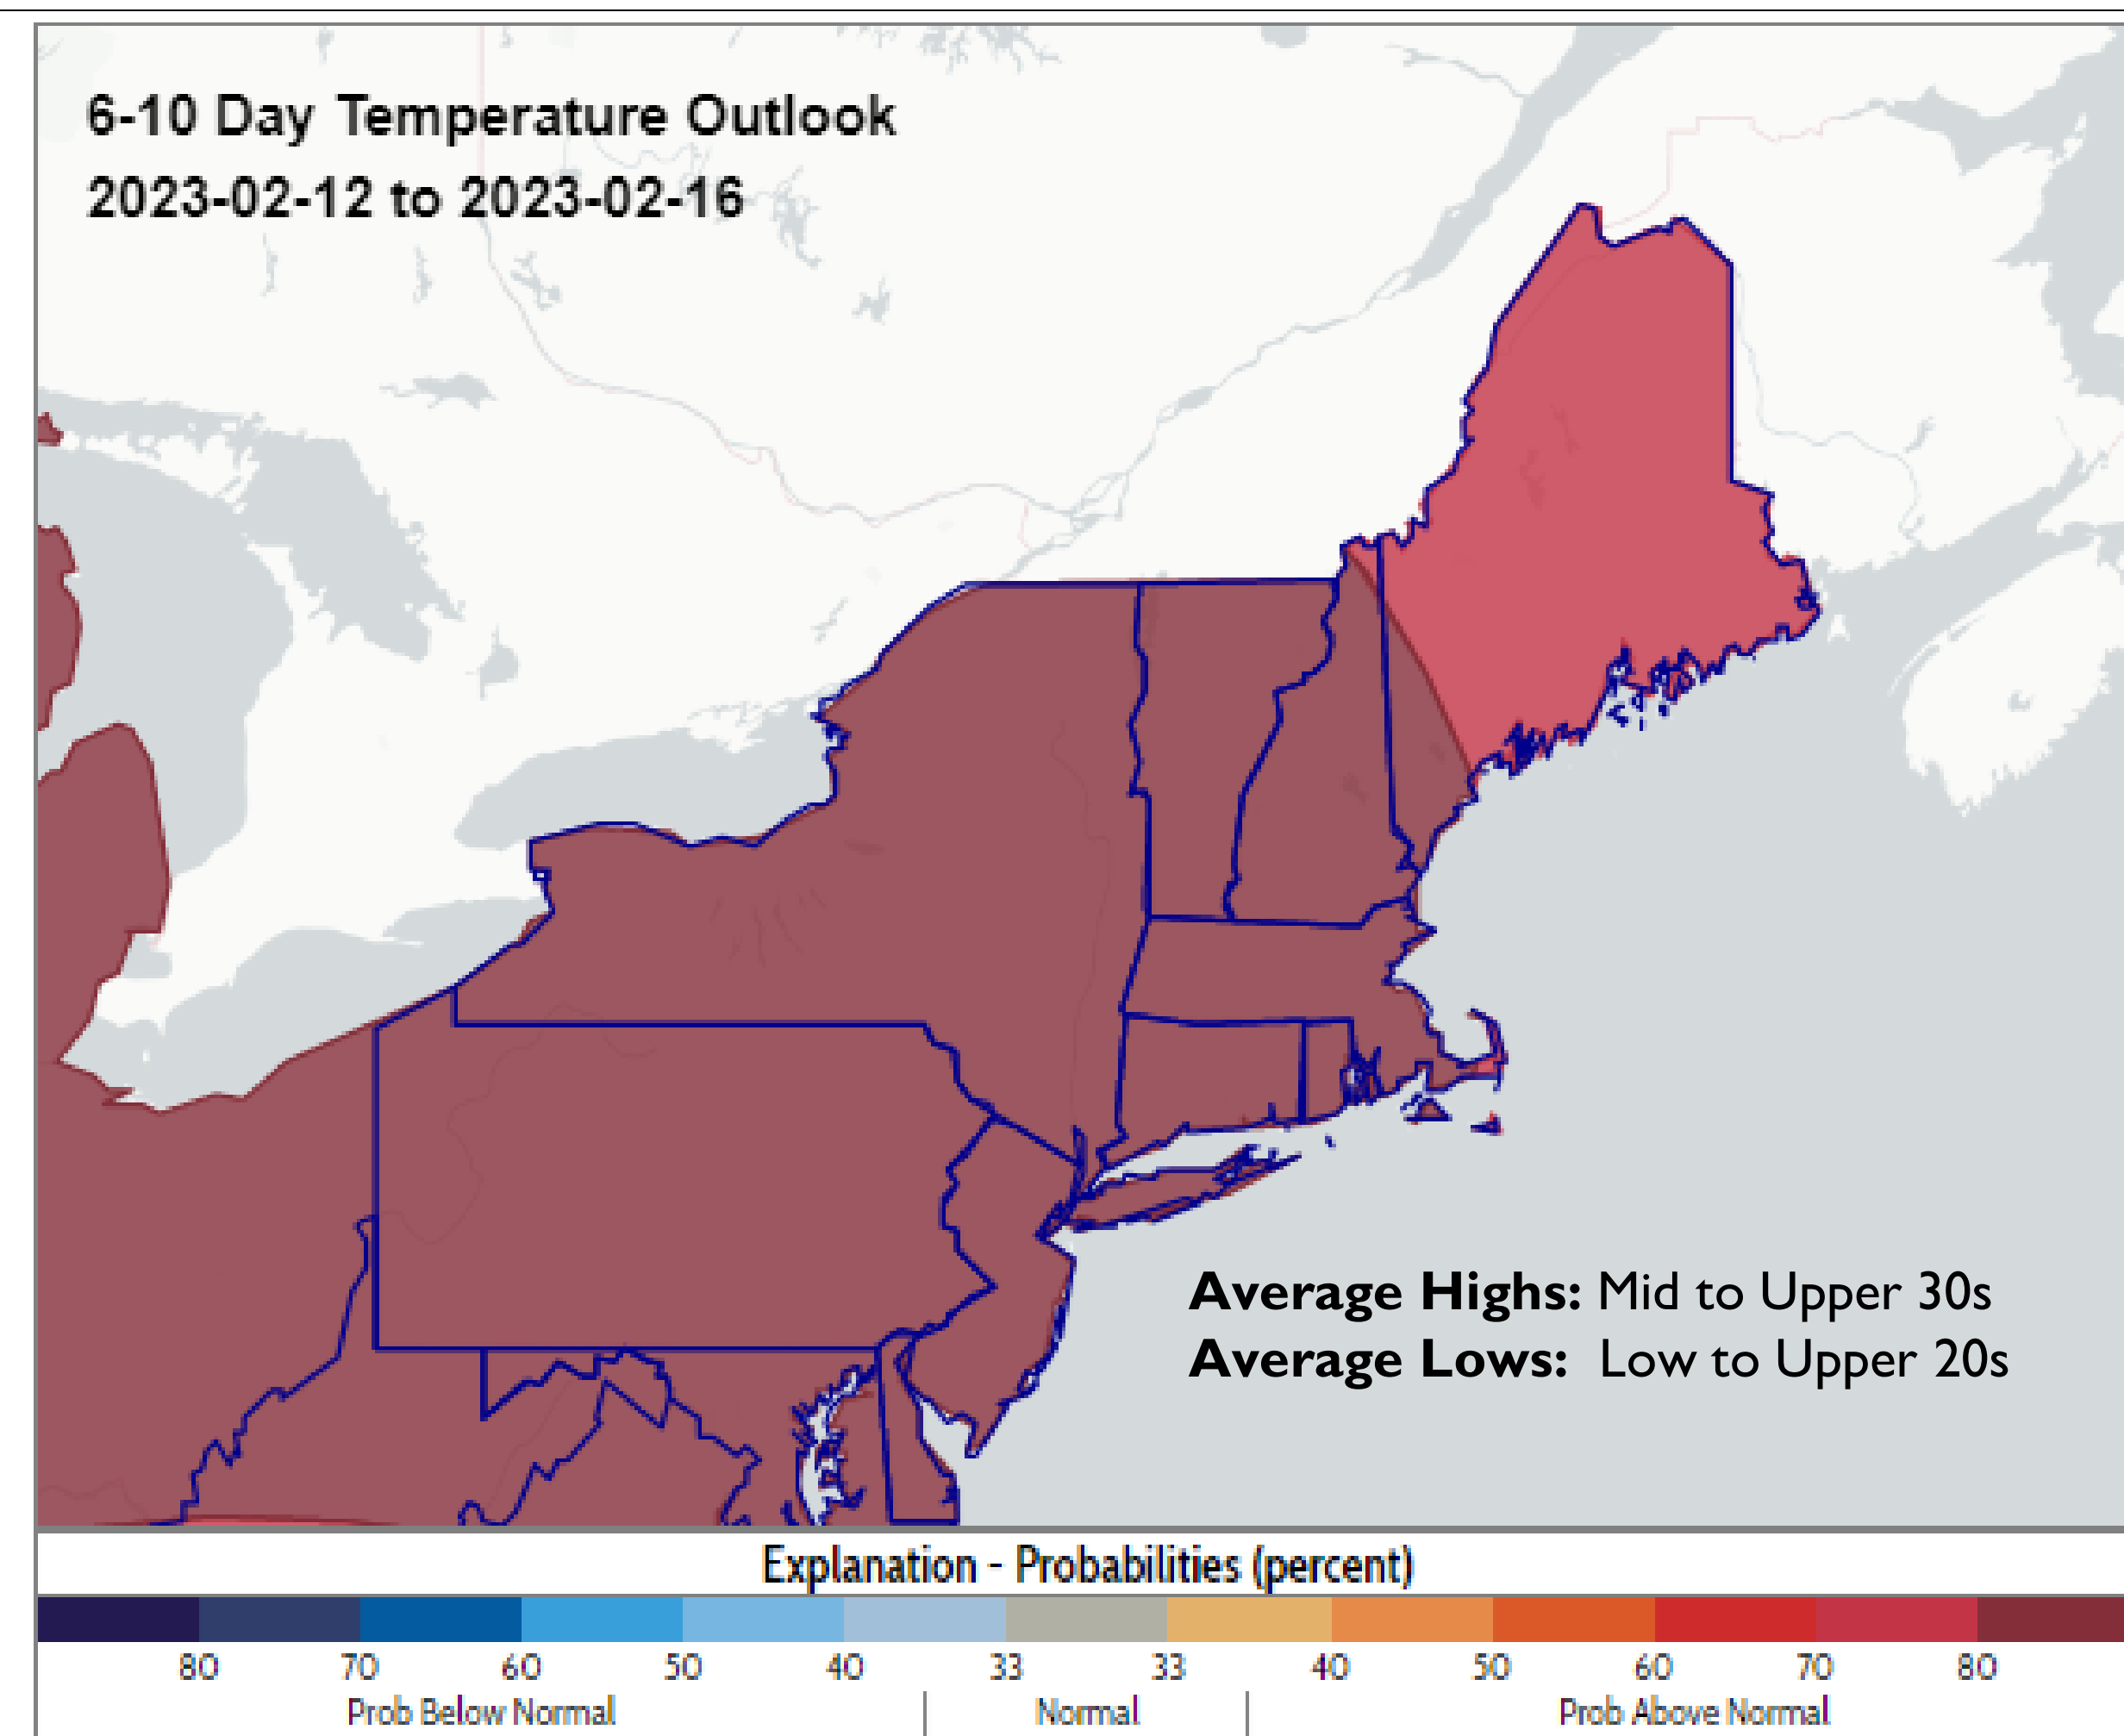 6-10 Day Temperature Outlook
2023-02-12 to 2023-02-16
Average Highs: Mid to Upper 30s
Average Lows: Low to Upper 20s
Explanation - Probabilities (percent)
80 70 60 50 40 33 33 40 50 60 70 80
Prob Below Normal Normal Prob Above Normal